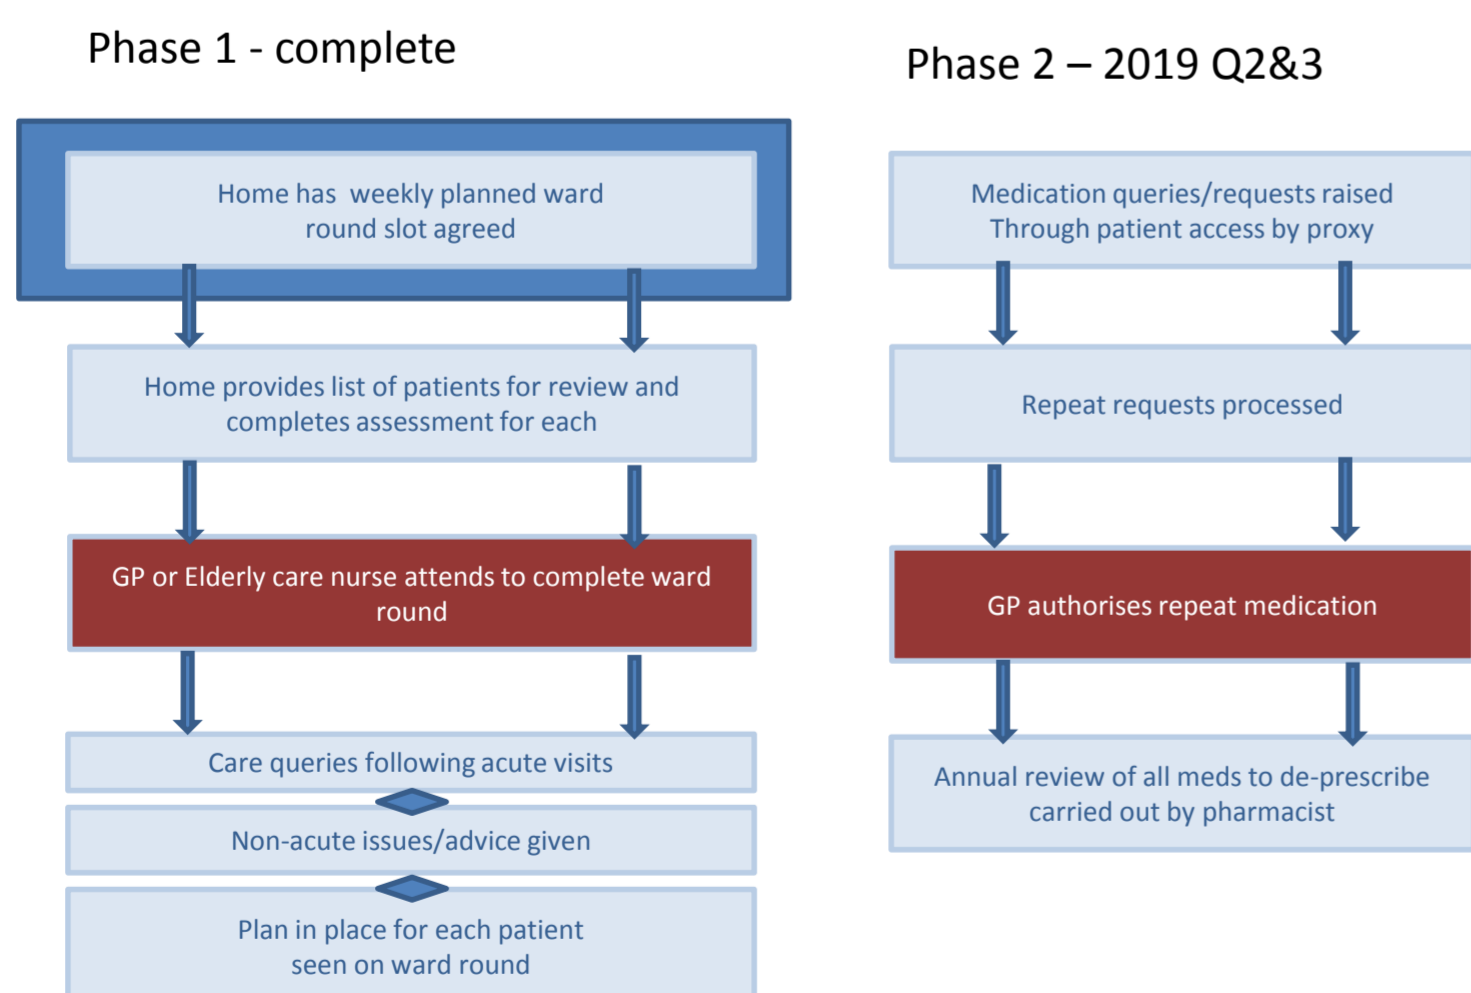 Phase 1 - complete
Home has  weekly planned ward
round slot agreed
Home provides list of patients for review and
completes assessment for each
GP or Elderly care nurse attends to complete ward
round
Care queries following acute visits
Non-acute issues/advice given
Plan in place for each patient
seen on ward round
Phase 2 – 2019 Q2&3
Medication queries/requests raised
Through patient access by proxy
Repeat requests processed
GP authorises repeat medication
Annual review of all meds to de-prescribe
carried out by pharmacist